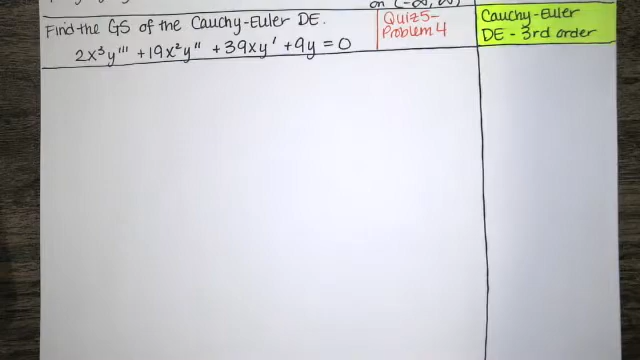 on (-∞, ∞)
Find the GS of the Cauchy-Euler DE.
2x³y''' + 19x²y'' + 39xy' + 9y = 0
Quiz 5-
Problem 4
Cauchy-Euler
DE - 3rd order